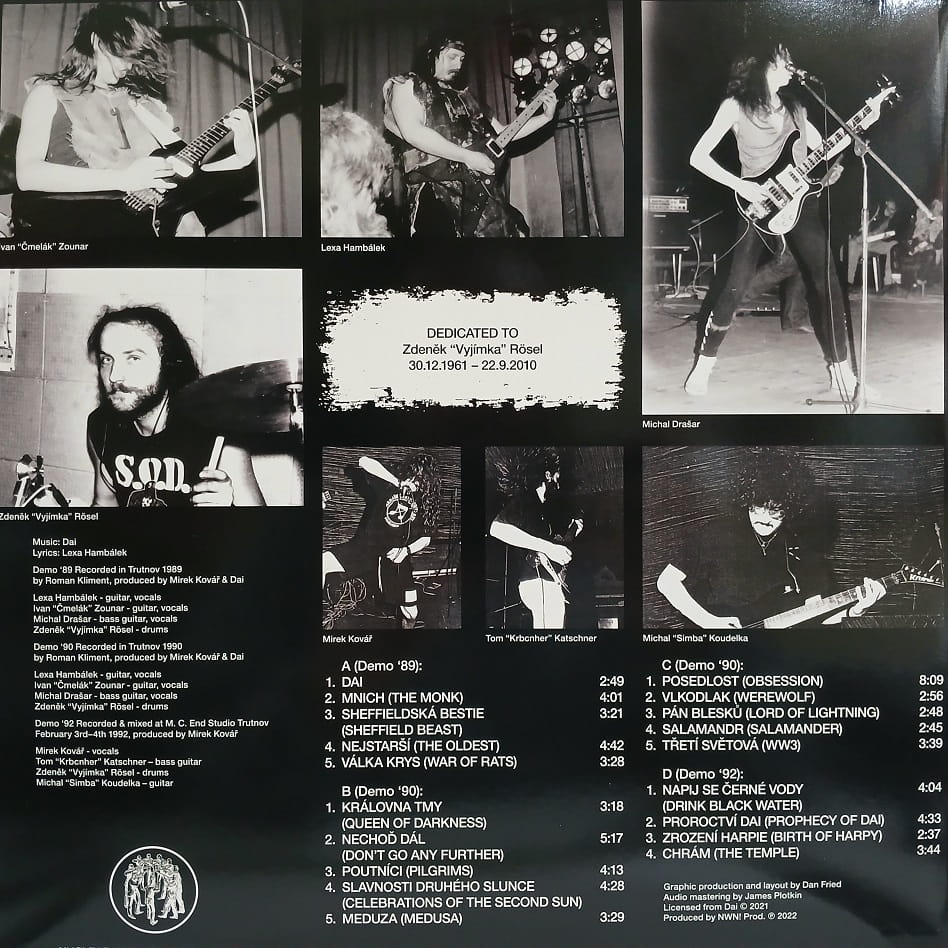 Ivan “Čmelák” Zounar
Lexa Hambálek
DEDICATED TO
Zdeněk “Vyjímka” Rösel
30.12.1961 – 22.9.2010
Michal Drašar
S.O.D.
Zdeněk “Vyjímka” Rösel
Mirek Kovář
Tom “Krbcnher” Katschner
Michal “Simba” Koudelka
Music: Dai
Lyrics: Lexa Hambálek
Demo ‘89 Recorded in Trutnov 1989
by Roman Kliment, produced by Mirek Kovář & Dai
Lexa Hambálek - guitar, vocals
Ivan “Čmelák” Zounar - guitar, vocals
Michal Drašar - bass guitar, vocals
Zdeněk “Vyjímka” Rösel - drums
Demo ‘90 Recorded in Trutnov 1990
by Roman Kliment, produced by Mirek Kovář & Dai
Lexa Hambálek - guitar, vocals
Ivan “Čmelák” Zounar - guitar, vocals
Michal Drašar - bass guitar, vocals
Zdeněk “Vyjímka” Rösel - drums
Demo ‘92 Recorded & mixed at M. C. End Studio Trutnov
February 3rd–4th 1992, produced by Mirek Kovář
Mirek Kovář - vocals
Tom “Krbcnher” Katschner – bass guitar
Zdeněk “Vyjímka” Rösel - drums
Michal “Simba” Koudelka – guitar
A (Demo ‘89):
1. DAI 2:49
2. MNICH (THE MONK) 4:01
3. SHEFFIELDSKÁ BESTIE 3:21
(SHEFFIELD BEAST)
4. NEJSTARŠÍ (THE OLDEST) 4:42
5. VÁLKA KRYS (WAR OF RATS) 3:28
B (Demo ‘90):
1. KRÁLOVNA TMY 3:18
(QUEEN OF DARKNESS)
2. NECHOĎ DÁL 5:17
(DON’T GO ANY FURTHER)
3. POUTNÍCI (PILGRIMS) 4:13
4. SLAVNOSTI DRUHÉHO SLUNCE 4:28
(CELEBRATIONS OF THE SECOND SUN)
5. MEDUZA (MEDUSA) 3:29
C (Demo ‘90):
1. POSEDLOST (OBSESSION) 8:09
2. VLKODLAK (WEREWOLF) 2:56
3. PÁN BLESKŮ (LORD OF LIGHTNING) 2:48
4. SALAMANDR (SALAMANDER) 2:45
5. TŘETÍ SVĚTOVÁ (WW3) 3:39
D (Demo ‘92):
1. NAPIJ SE ČERNÉ VODY 4:04
(DRINK BLACK WATER)
2. PROROCTVÍ DAI (PROPHECY OF DAI) 4:33
3. ZROZENÍ HARPIE (BIRTH OF HARPY) 2:37
4. CHRÁM (THE TEMPLE) 3:44
Graphic production and layout by Dan Fried
Audio mastering by James Plotkin
Licensed from Dai © 2021
Produced by NWN! Prod. ℗ 2022